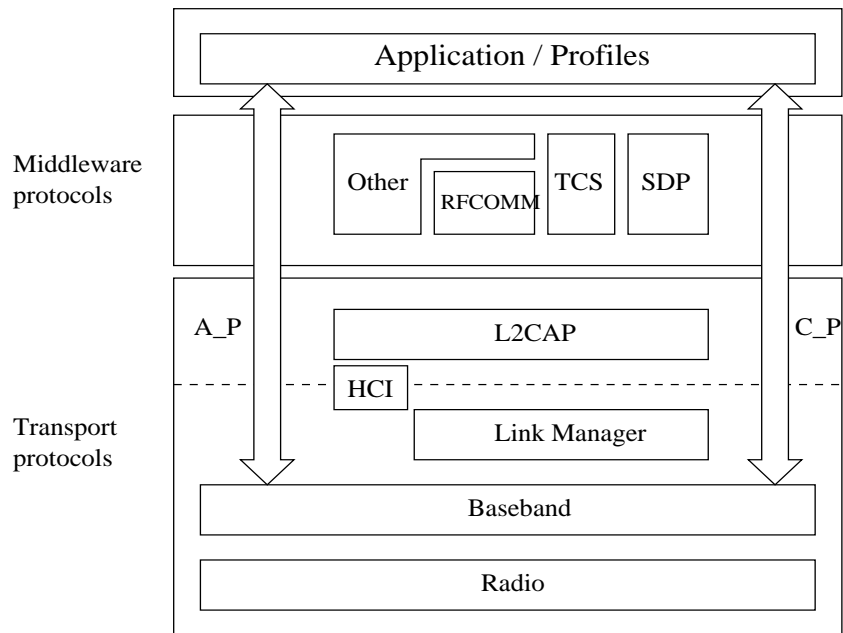 Application / Profiles
Middleware
protocols
Other
RFCOMM
TCS
SDP
A_P
L2CAP
C_P
HCI
Transport
protocols
Link Manager
Baseband
Radio